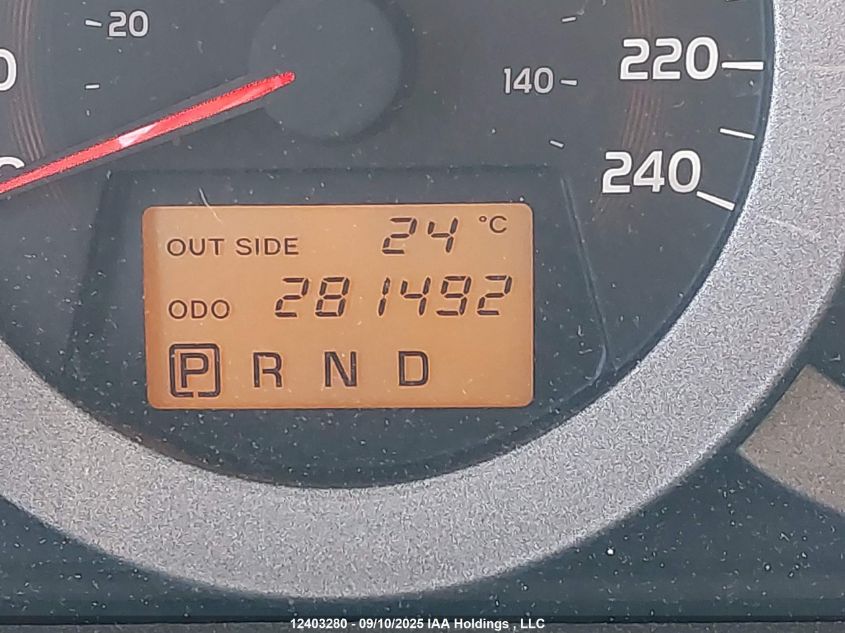 20
140
220
240
OUT SIDE 24 °C
ODO 281492
P R N D
12403280 - 09/10/2025 IAA Holdings , LLC